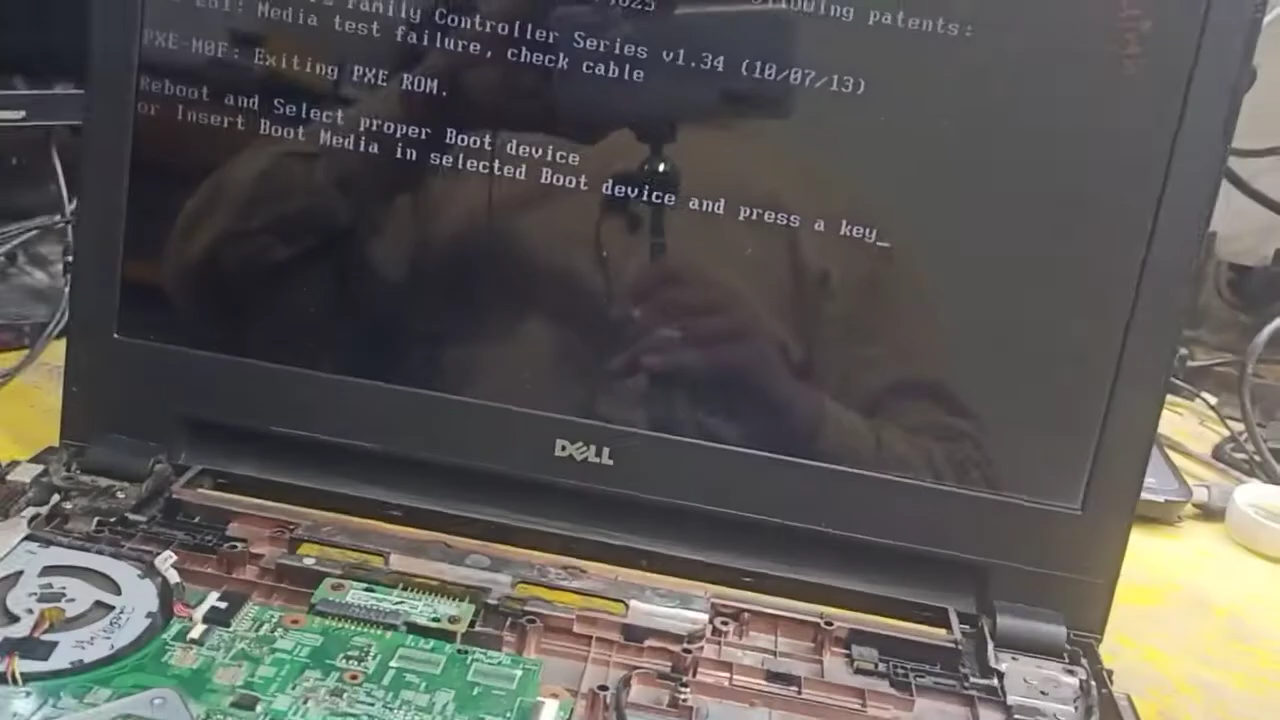 patents:
Family Controller Series v1.34 (10/07/13)
Media test failure, check cable
PXE-M0F: Exiting PXE ROM.
Reboot and Select proper Boot device
or Insert Boot Media in selected Boot device and press a key_
DELL